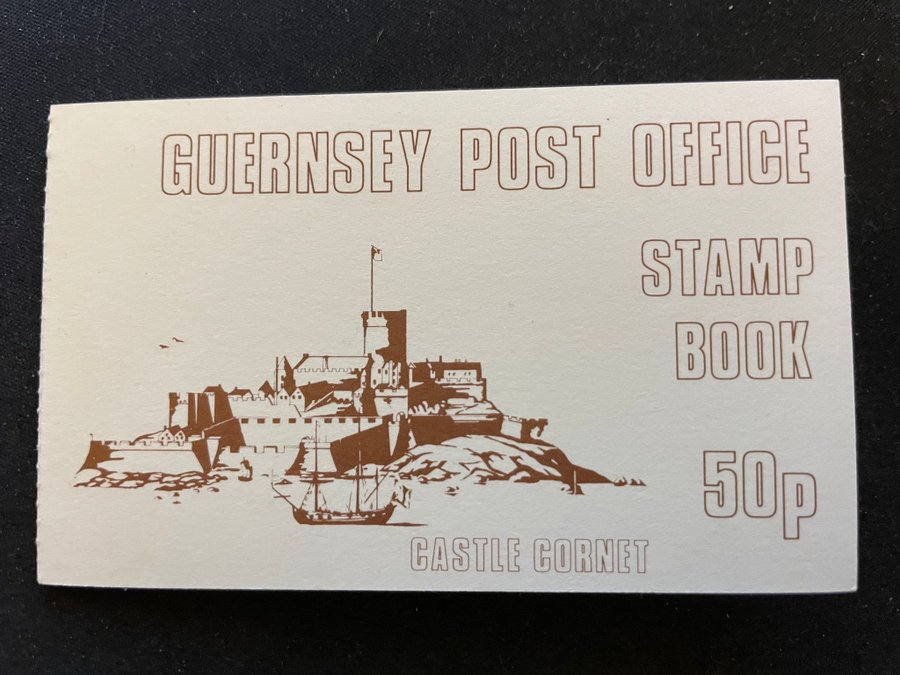 GUERNSEY POST OFFICE
STAMP
BOOK
50p
CASTLE CORNET